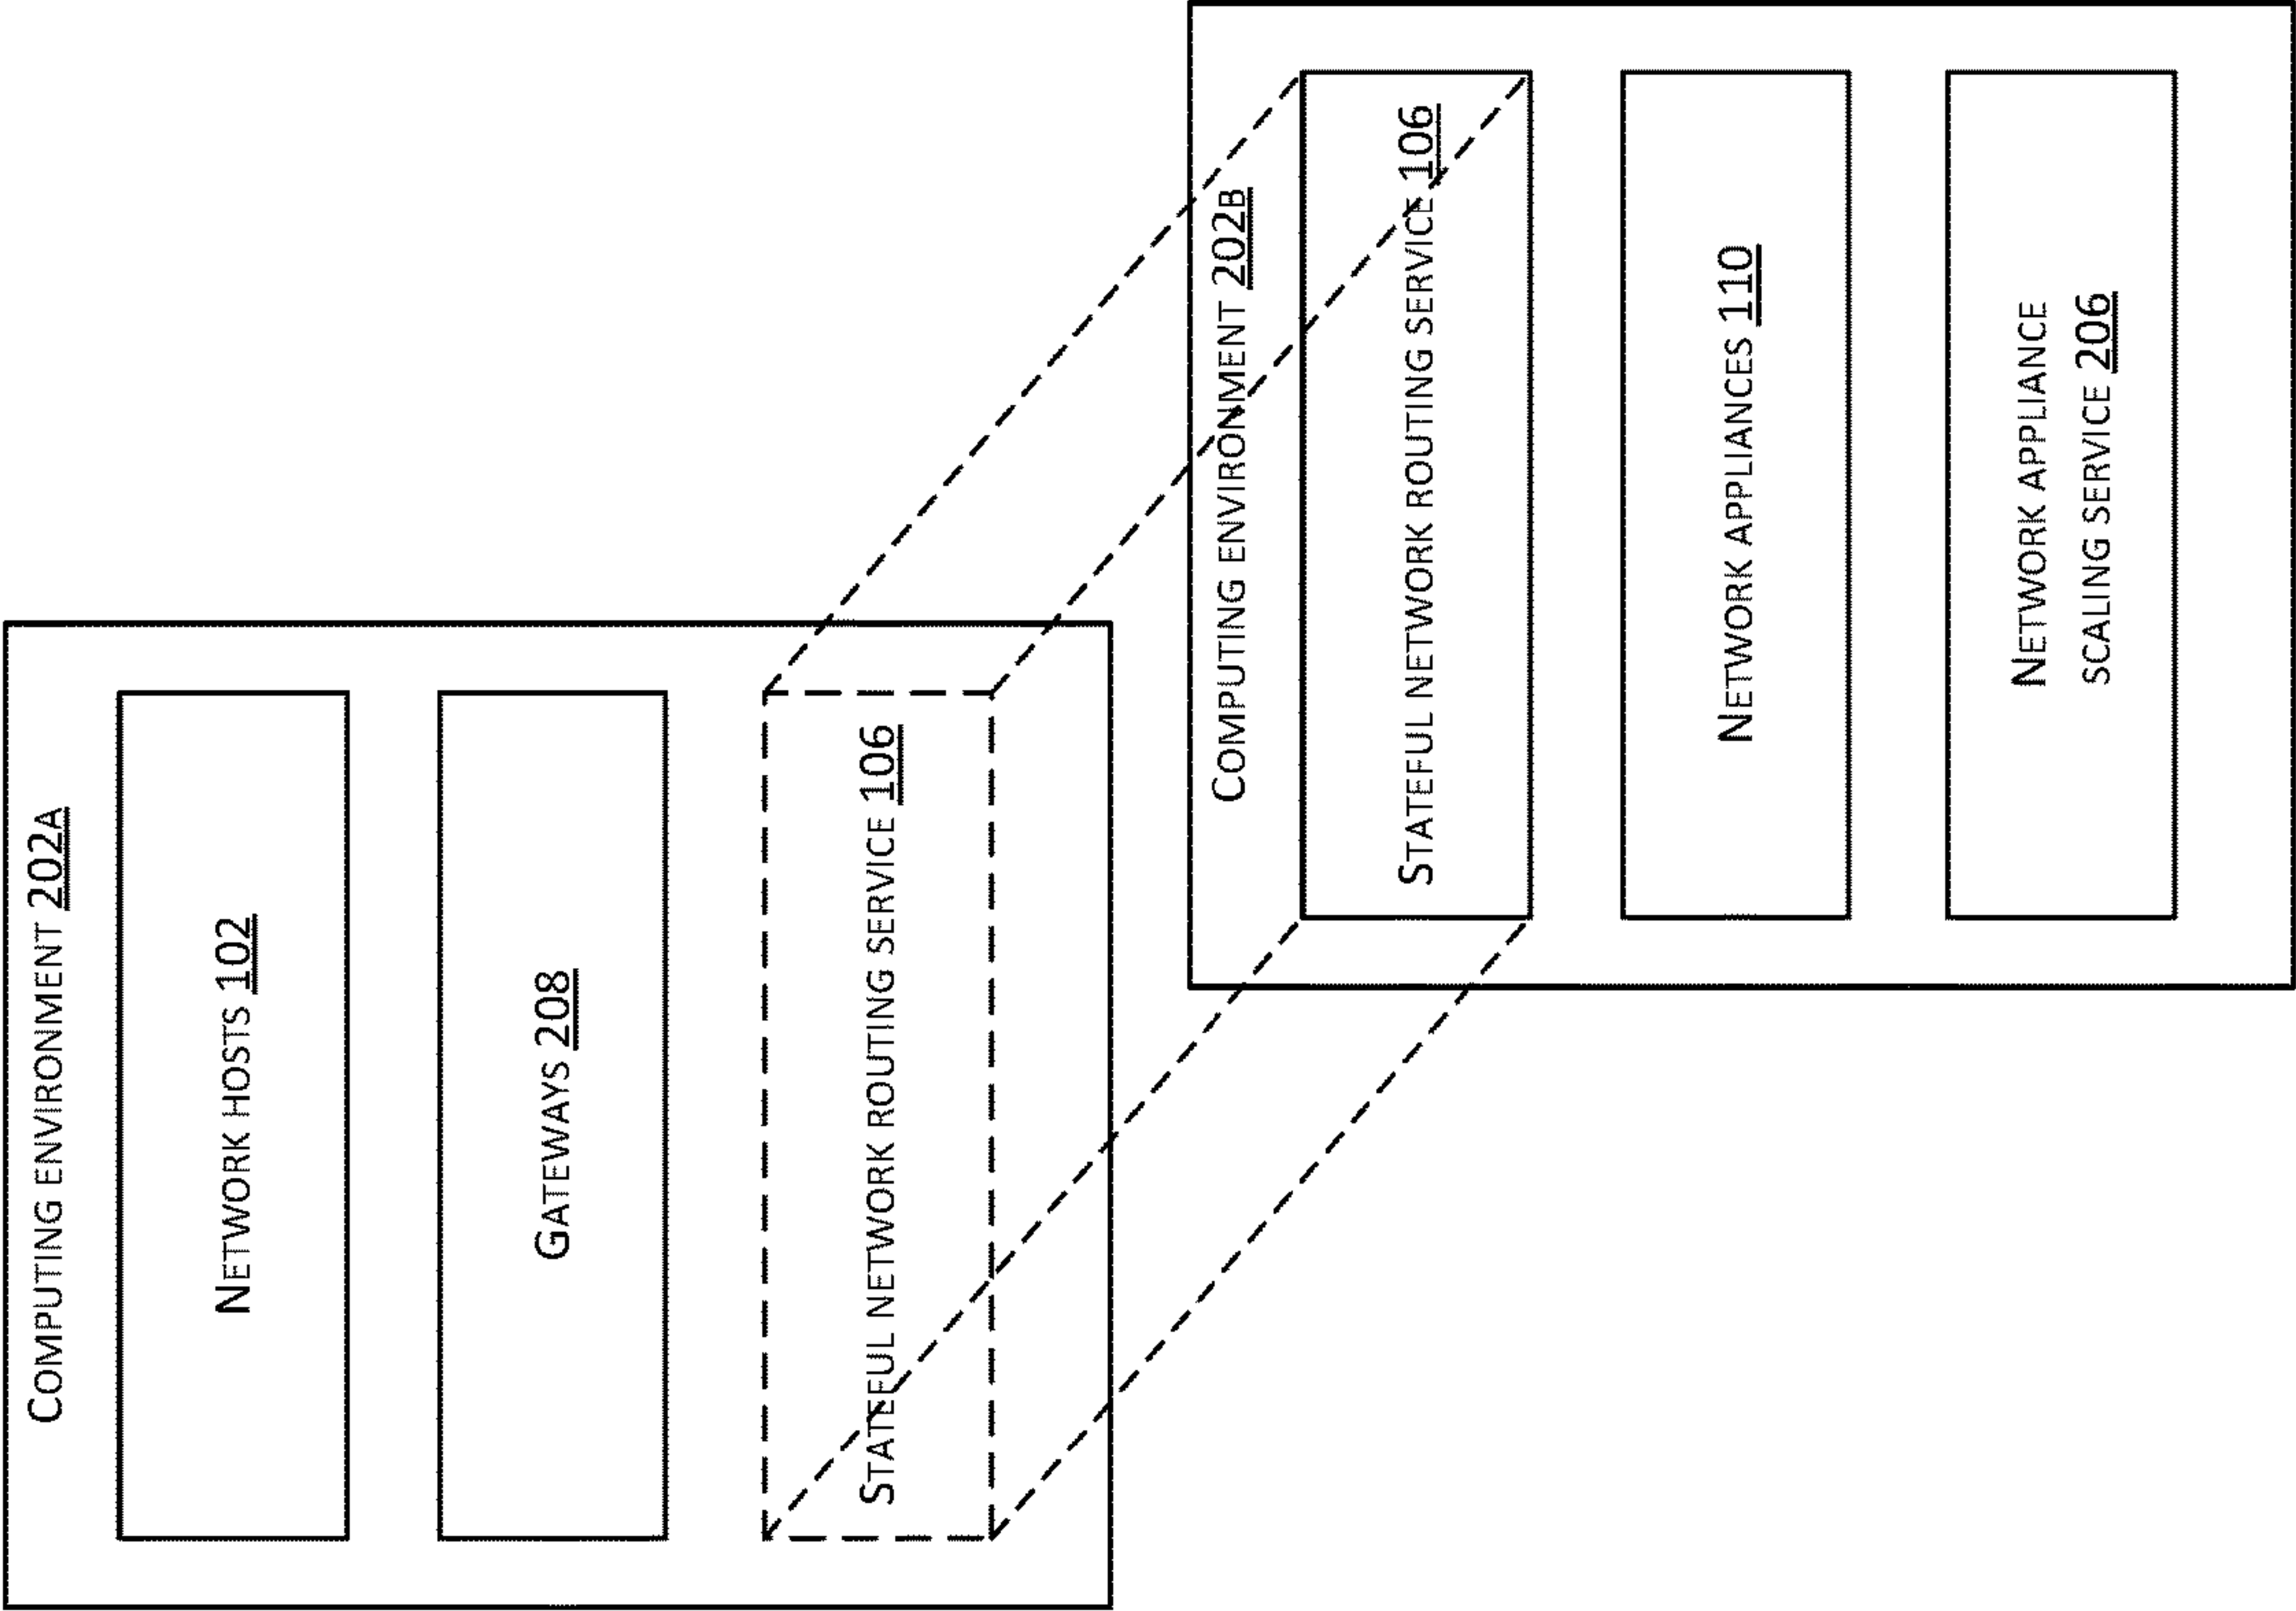 COMPUTING ENVIRONMENT 202A
NETWORK HOSTS 102
GATEWAYS 208
STATEFUL NETWORK ROUTING SERVICE 106
COMPUTING ENVIRONMENT 202B
STATEFUL NETWORK ROUTING SERVICE 106
NETWORK APPLIANCES 110
NETWORK APPLIANCE
SCALING SERVICE 206